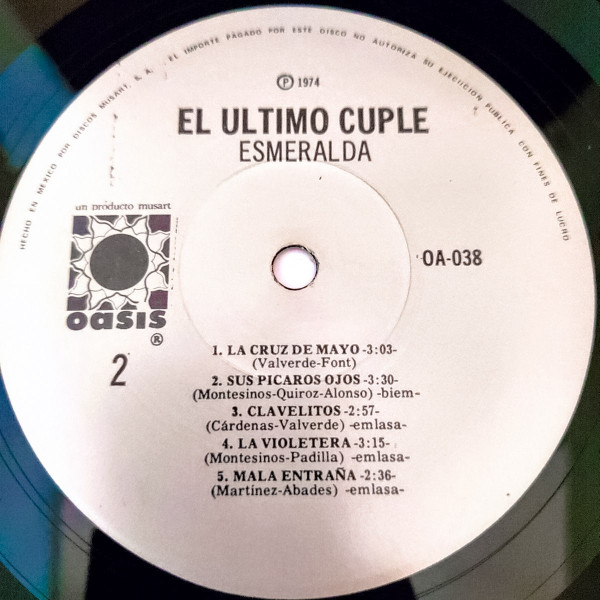 HECHO EN MEXICO POR DISCOS MUSART, S. A., EL IMPORTE PAGADO POR ESTE DISCO NO AUTORIZA SU EJECUCION PUBLICA CON FINES DE LUCRO
Ⓟ 1974
EL ULTIMO CUPLE
ESMERALDA
un producto musart
oasis
®
OA-038
2
1. LA CRUZ DE MAYO -3:03-
(Valverde-Font)
2. SUS PICAROS OJOS -3:30-
(Montesinos-Quiroz-Alonso) -biem-
3. CLAVELITOS -2:57-
(Cárdenas-Valverde) -emlasa-
4. LA VIOLETERA -3:15-
(Montesinos-Padilla) -emlasa-
5. MALA ENTRAÑA -2:36-
(Martínez-Abades) -emlasa-